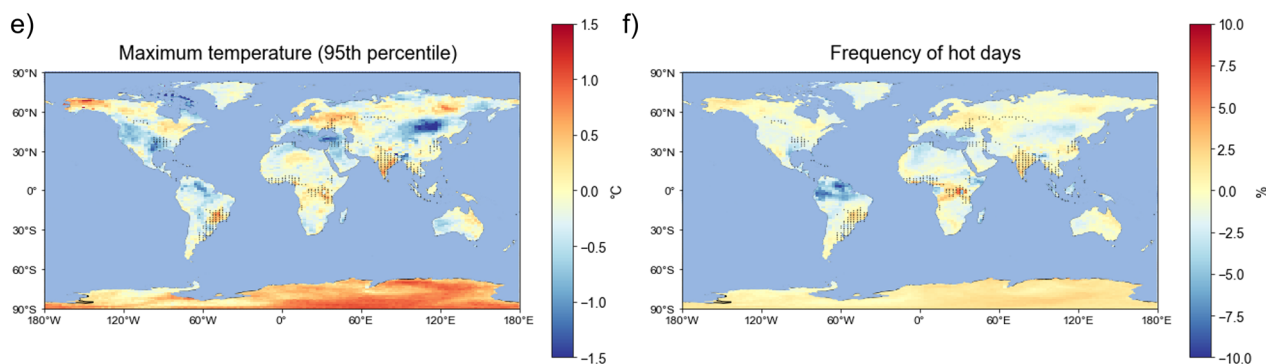 e)
Maximum temperature (95th percentile)
90°N
60°N
30°N
0°
30°S
60°S
90°S
180°W
120°W
60°W
0°
60°E
120°E
180°E
1.5
1.0
0.5
0.0
−0.5
−1.0
−1.5
°C
f)
Frequency of hot days
90°N
60°N
30°N
0°
30°S
60°S
90°S
180°W
120°W
60°W
0°
60°E
120°E
180°E
10.0
7.5
5.0
2.5
0.0
−2.5
−5.0
−7.5
−10.0
%